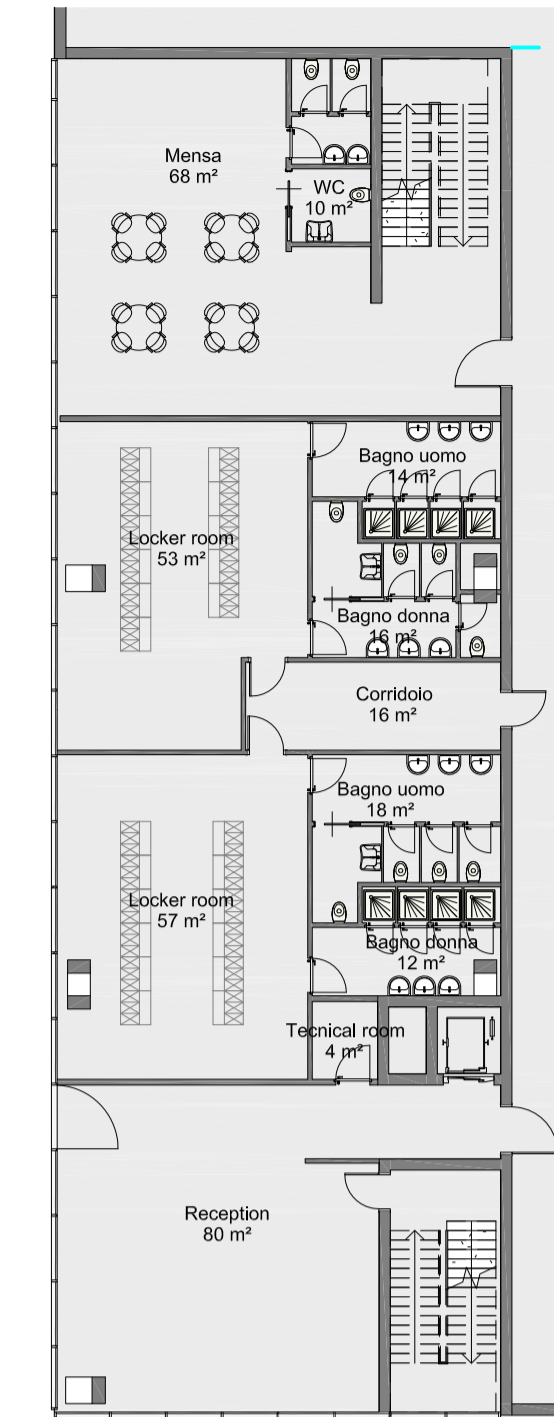 Mensa
68 m²
WC
10 m²
Bagno uomo
14 m²
Locker room
53 m²
Bagno donna
16 m²
Corridoio
16 m²
Bagno uomo
18 m²
Locker room
57 m²
Bagno donna
12 m²
Tecnical room
4 m²
Reception
80 m²